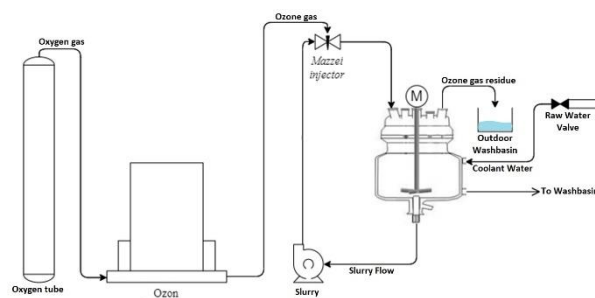 Oxygen gas
Ozone gas
Mazzei
injector
M
Ozone gas residue
Outdoor
Washbasin
Raw Water
Valve
Coolant Water
To Washbasin
Slurry Flow
Slurry
Oxygen tube
Ozon